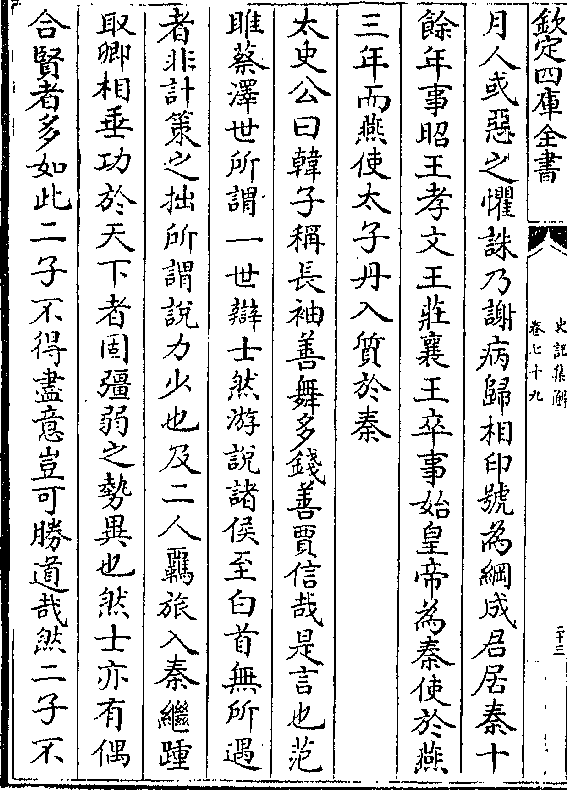 欽定四庫全書
史記集解
卷七十九
二十三
月人或惡之懼誅乃謝病歸相印號為綱成君居秦十
餘年事昭王孝文王莊襄王卒事始皇帝為秦使於燕
三年而燕使太子丹入質於秦
太史公曰韓子稱長袖善舞多錢善賈信哉是言也范
雎蔡澤世所謂一世辯士然游說諸侯至白首無所遇
者非計策之拙所謂說力少也及二人羈旅入秦繼踵
取卿相垂功於天下者固彊弱之勢異也然士亦有偶
合賢者多如此二子不得盡意豈可勝道哉然二子不